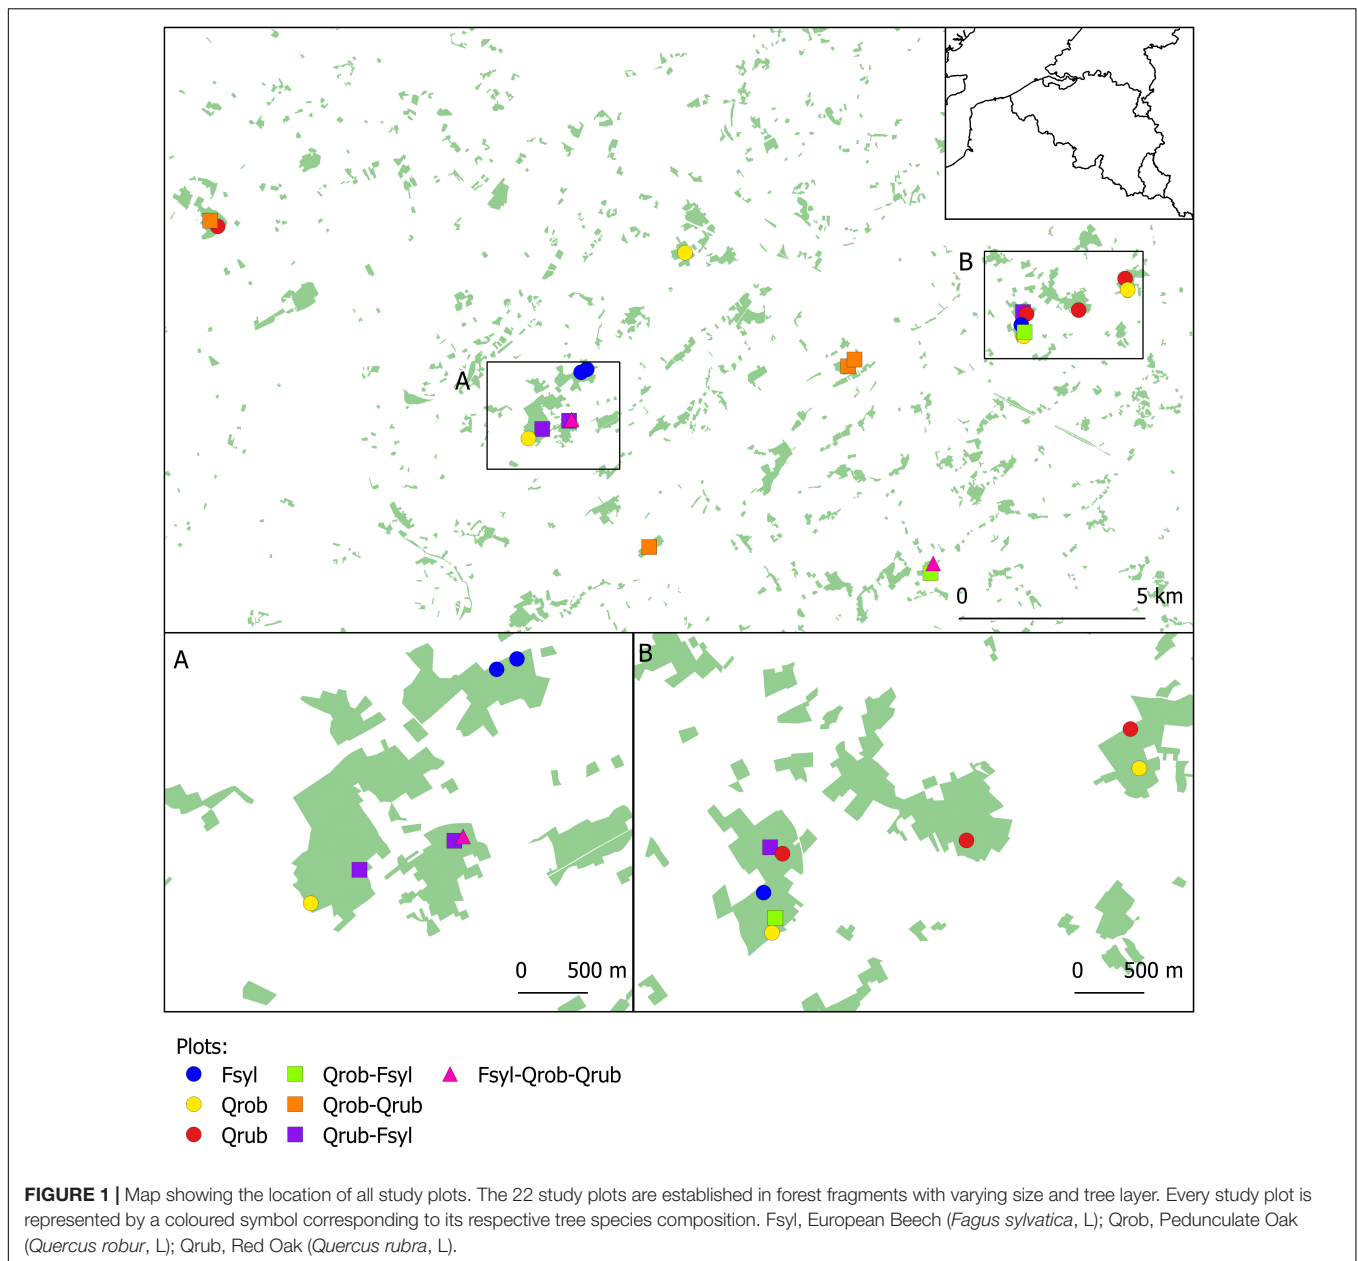 B
A
0 5 km
A
B
0 500 m
0 500 m
Plots:
Fsyl Qrob-Fsyl Fsyl-Qrob-Qrub
Qrob Qrob-Qrub
Qrub Qrub-Fsyl
FIGURE 1 | Map showing the location of all study plots. The 22 study plots are established in forest fragments with varying size and tree layer. Every study plot is
represented by a coloured symbol corresponding to its respective tree species composition. Fsyl, European Beech (Fagus sylvatica, L); Qrob, Pedunculate Oak
(Quercus robur, L); Qrub, Red Oak (Quercus rubra, L).